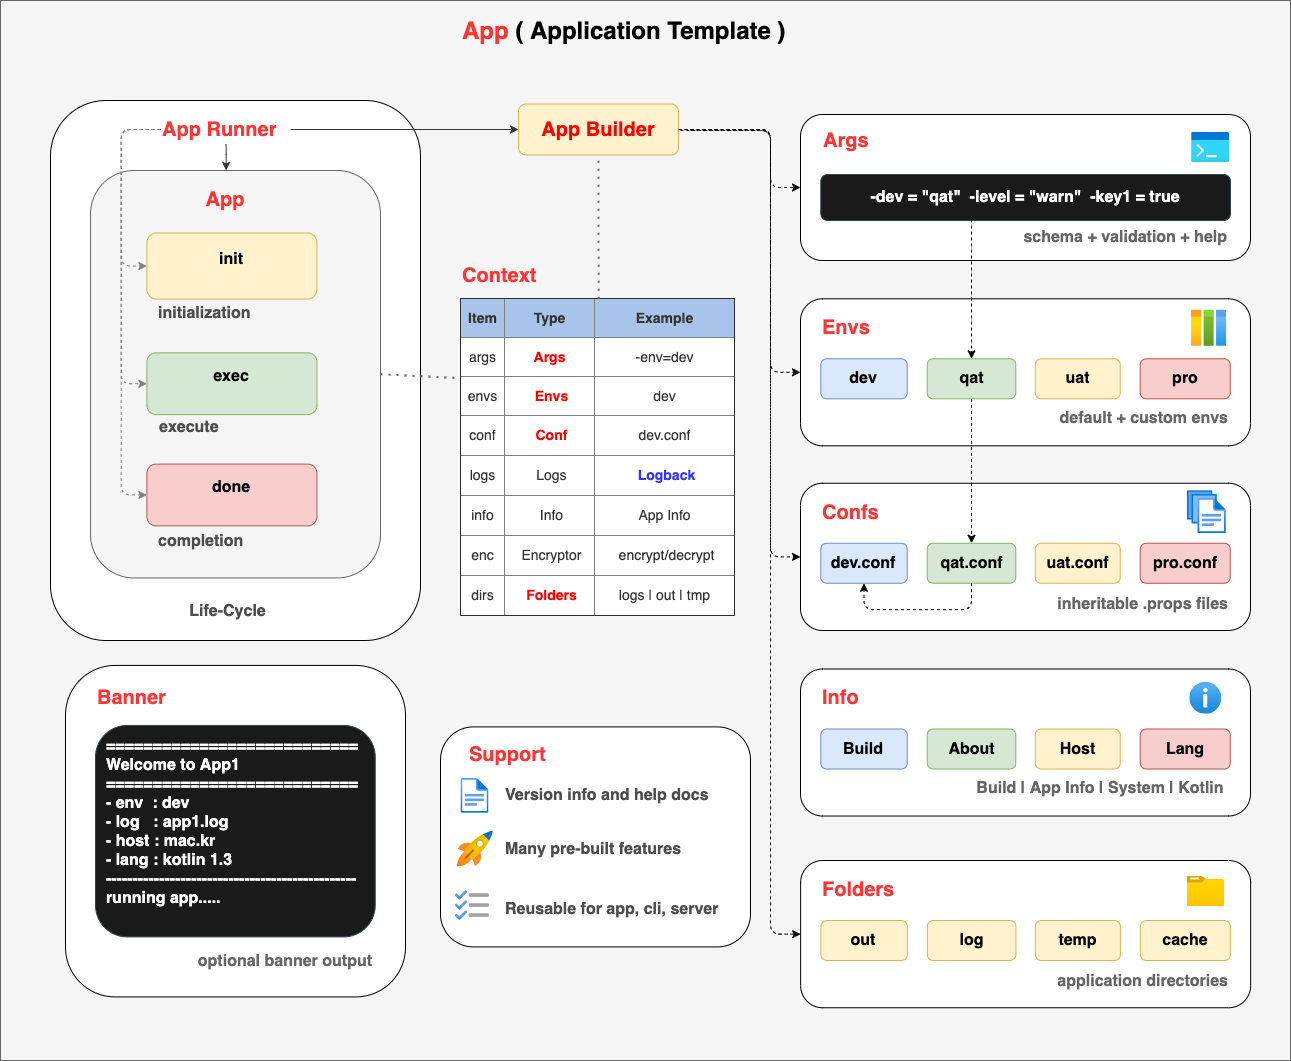 App ( Application Template )
App Runner
App
init
initialization
exec
execute
done
completion
Life-Cycle
App Builder
Context
Item Type Example
args Args -env=dev
envs Envs dev
conf Conf dev.conf
logs Logs Logback
info Info App Info
enc Encryptor encrypt/decrypt
dirs Folders logs | out | tmp
Args
>_
-dev = "qat" -level = "warn" -key1 = true
schema + validation + help
Envs
dev qat uat pro
default + custom envs
Confs
dev.conf qat.conf uat.conf pro.conf
inheritable .props files
Info
i
Build About Host Lang
Build | App Info | System | Kotlin
Folders
out log temp cache
application directories
Banner
===================================
Welcome to App1
===================================
- env : dev
- log : app1.log
- host : mac.kr
- lang : kotlin 1.3
--------------------------------------------------
running app.....
optional banner output
Support
Version info and help docs
Many pre-built features
Reusable for app, cli, server